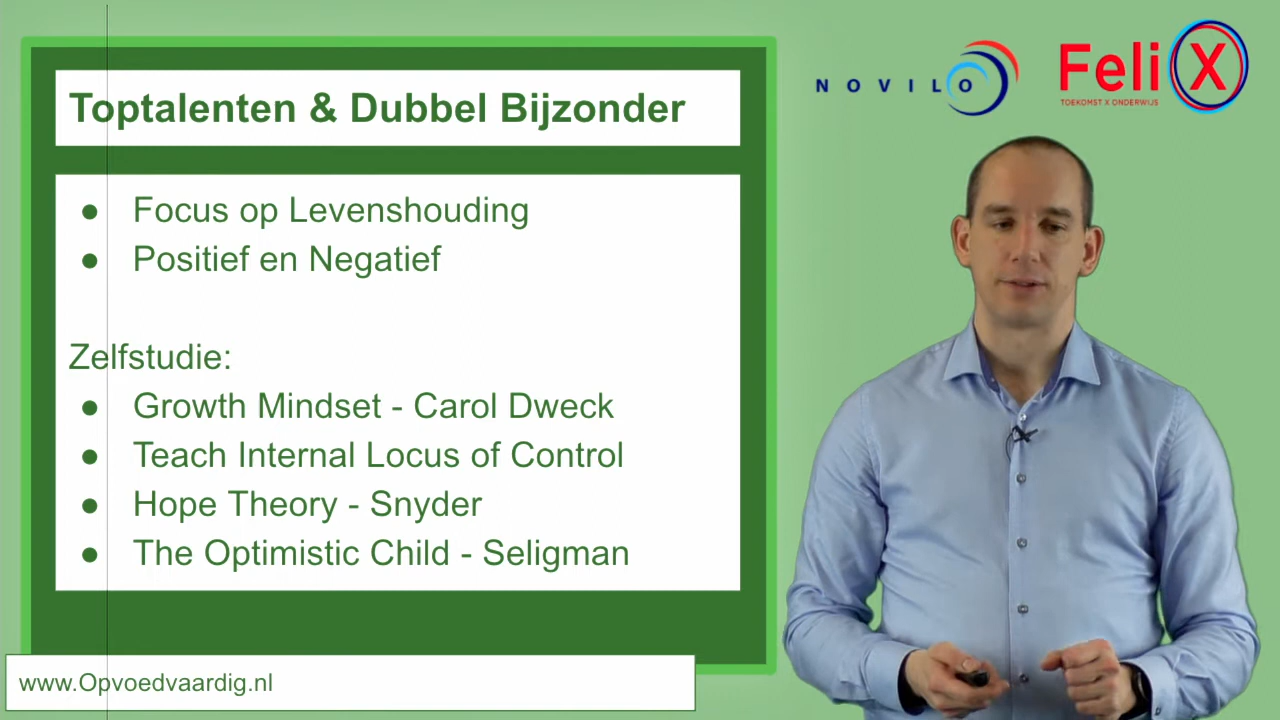 Toptalenten & Dubbel Bijzonder
● Focus op Levenshouding
● Positief en Negatief
Zelfstudie:
● Growth Mindset - Carol Dweck
● Teach Internal Locus of Control
● Hope Theory - Snyder
● The Optimistic Child - Seligman
www.Opvoedvaardig.nl
NOVILO
FeliX
TOEKOMST X ONDERWIJS